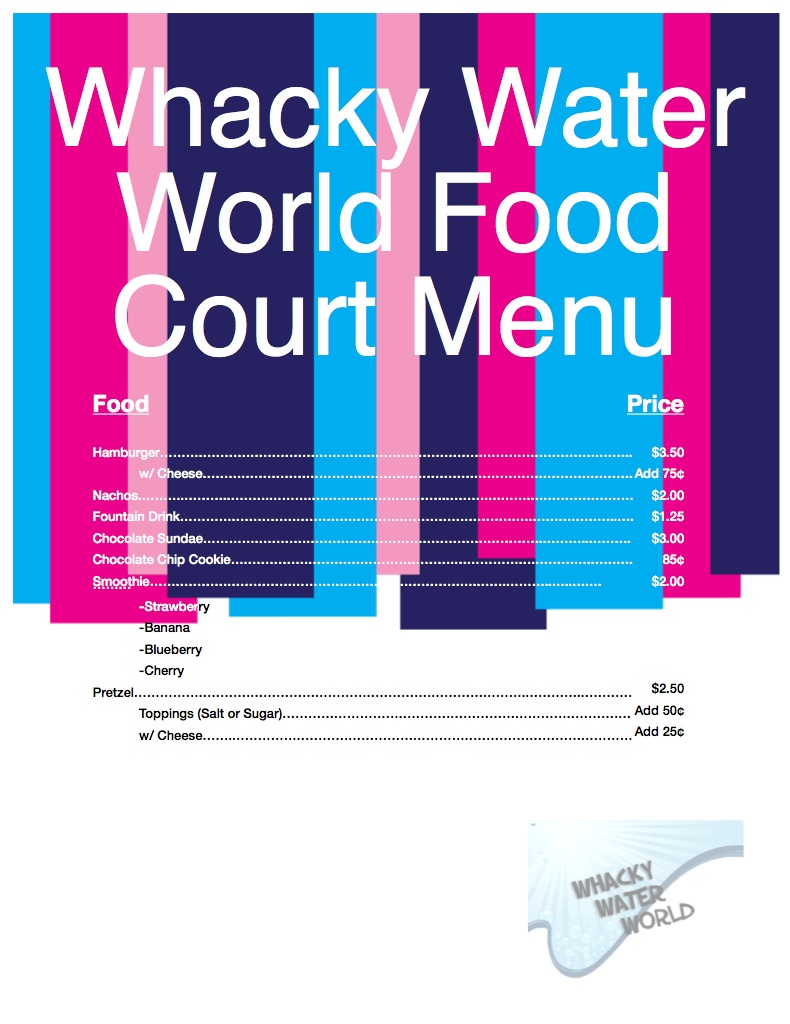 Whacky Water
World Food
Court Menu
Food Price
Hamburger........................................................ $3.50
w/ Cheese........................................................ Add 75¢
Nachos........................................................ $2.00
Fountain Drink........................................................ $1.25
Chocolate Sundae........................................................ $3.00
Chocolate Chip Cookie........................................................ 85¢
Smoothie........................................................ $2.00
-Strawberry
-Banana
-Blueberry
-Cherry
Pretzel........................................................ $2.50
Toppings (Salt or Sugar)........................................................ Add 50¢
w/ Cheese........................................................ Add 25¢
WHACKY
WATER
WORLD